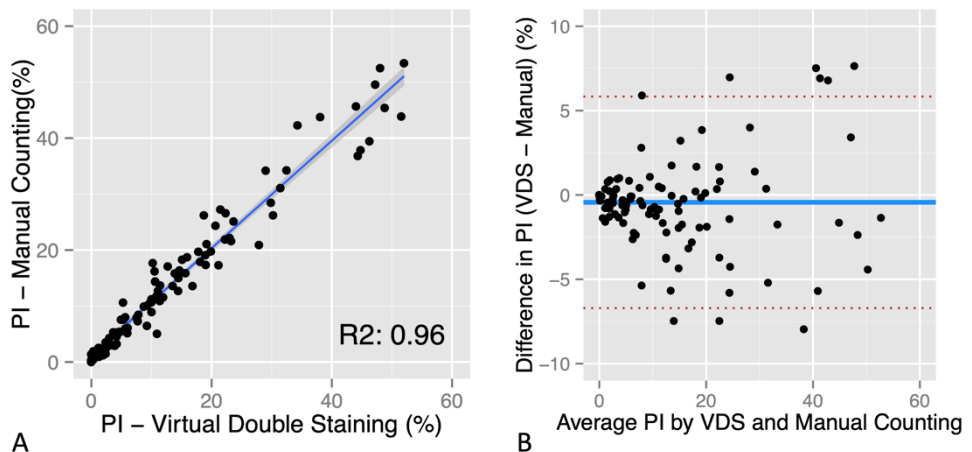 60
40
20
0
PI – Manual Counting(%)
R2: 0.96
0 20 40 60
PI – Virtual Double Staining (%)
A
10
5
0
−5
−10
Difference in PI (VDS – Manual) (%)
0 20 40 60
Average PI by VDS and Manual Counting
B